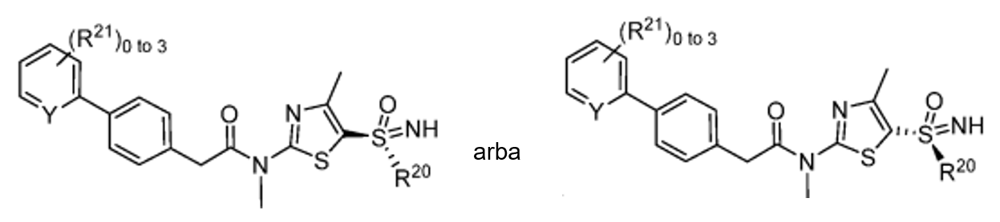 (R²¹)₀ to 3
Y
O
N
N
S
O
S=NH
R²⁰
arba
(R²¹)₀ to 3
Y
O
N
N
S
O
S=NH
R²⁰